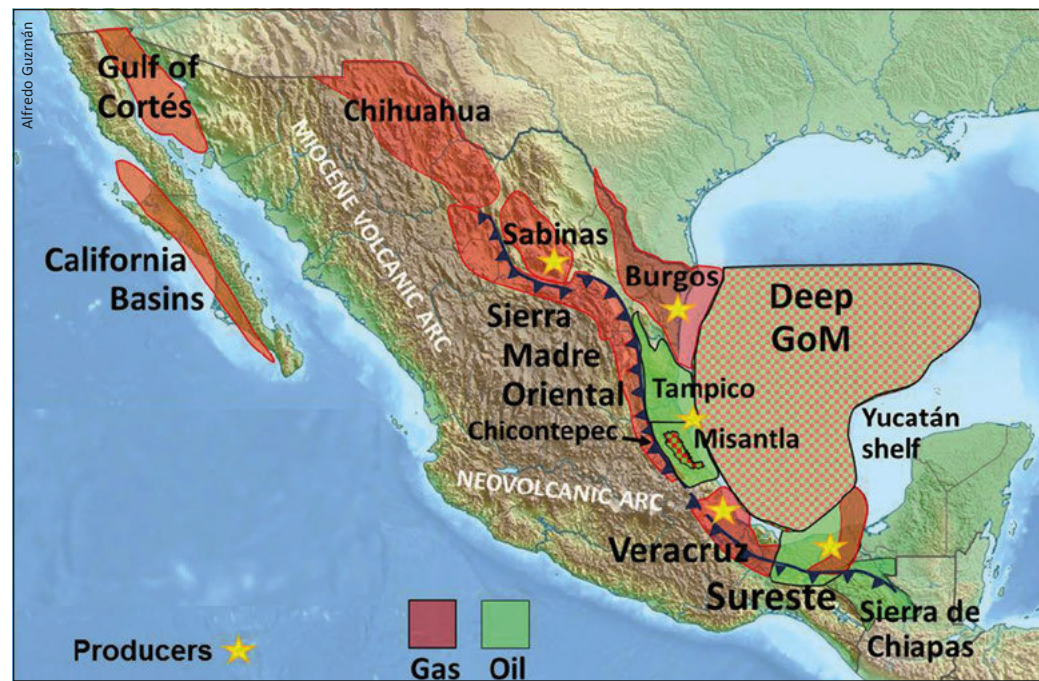 Alfredo Guzmán
Gulf of
Cortés
Chihuahua
MIOCENE VOLCANIC ARC
Sabinas
California
Basins
Burgos
Deep
GoM
Sierra
Madre
Oriental
Tampico
Chicontepec
Misantla
Yucatán
shelf
NEOVOLCANIC ARC
Veracruz
Sureste
Sierra de
Chiapas
Producers
Gas
Oil